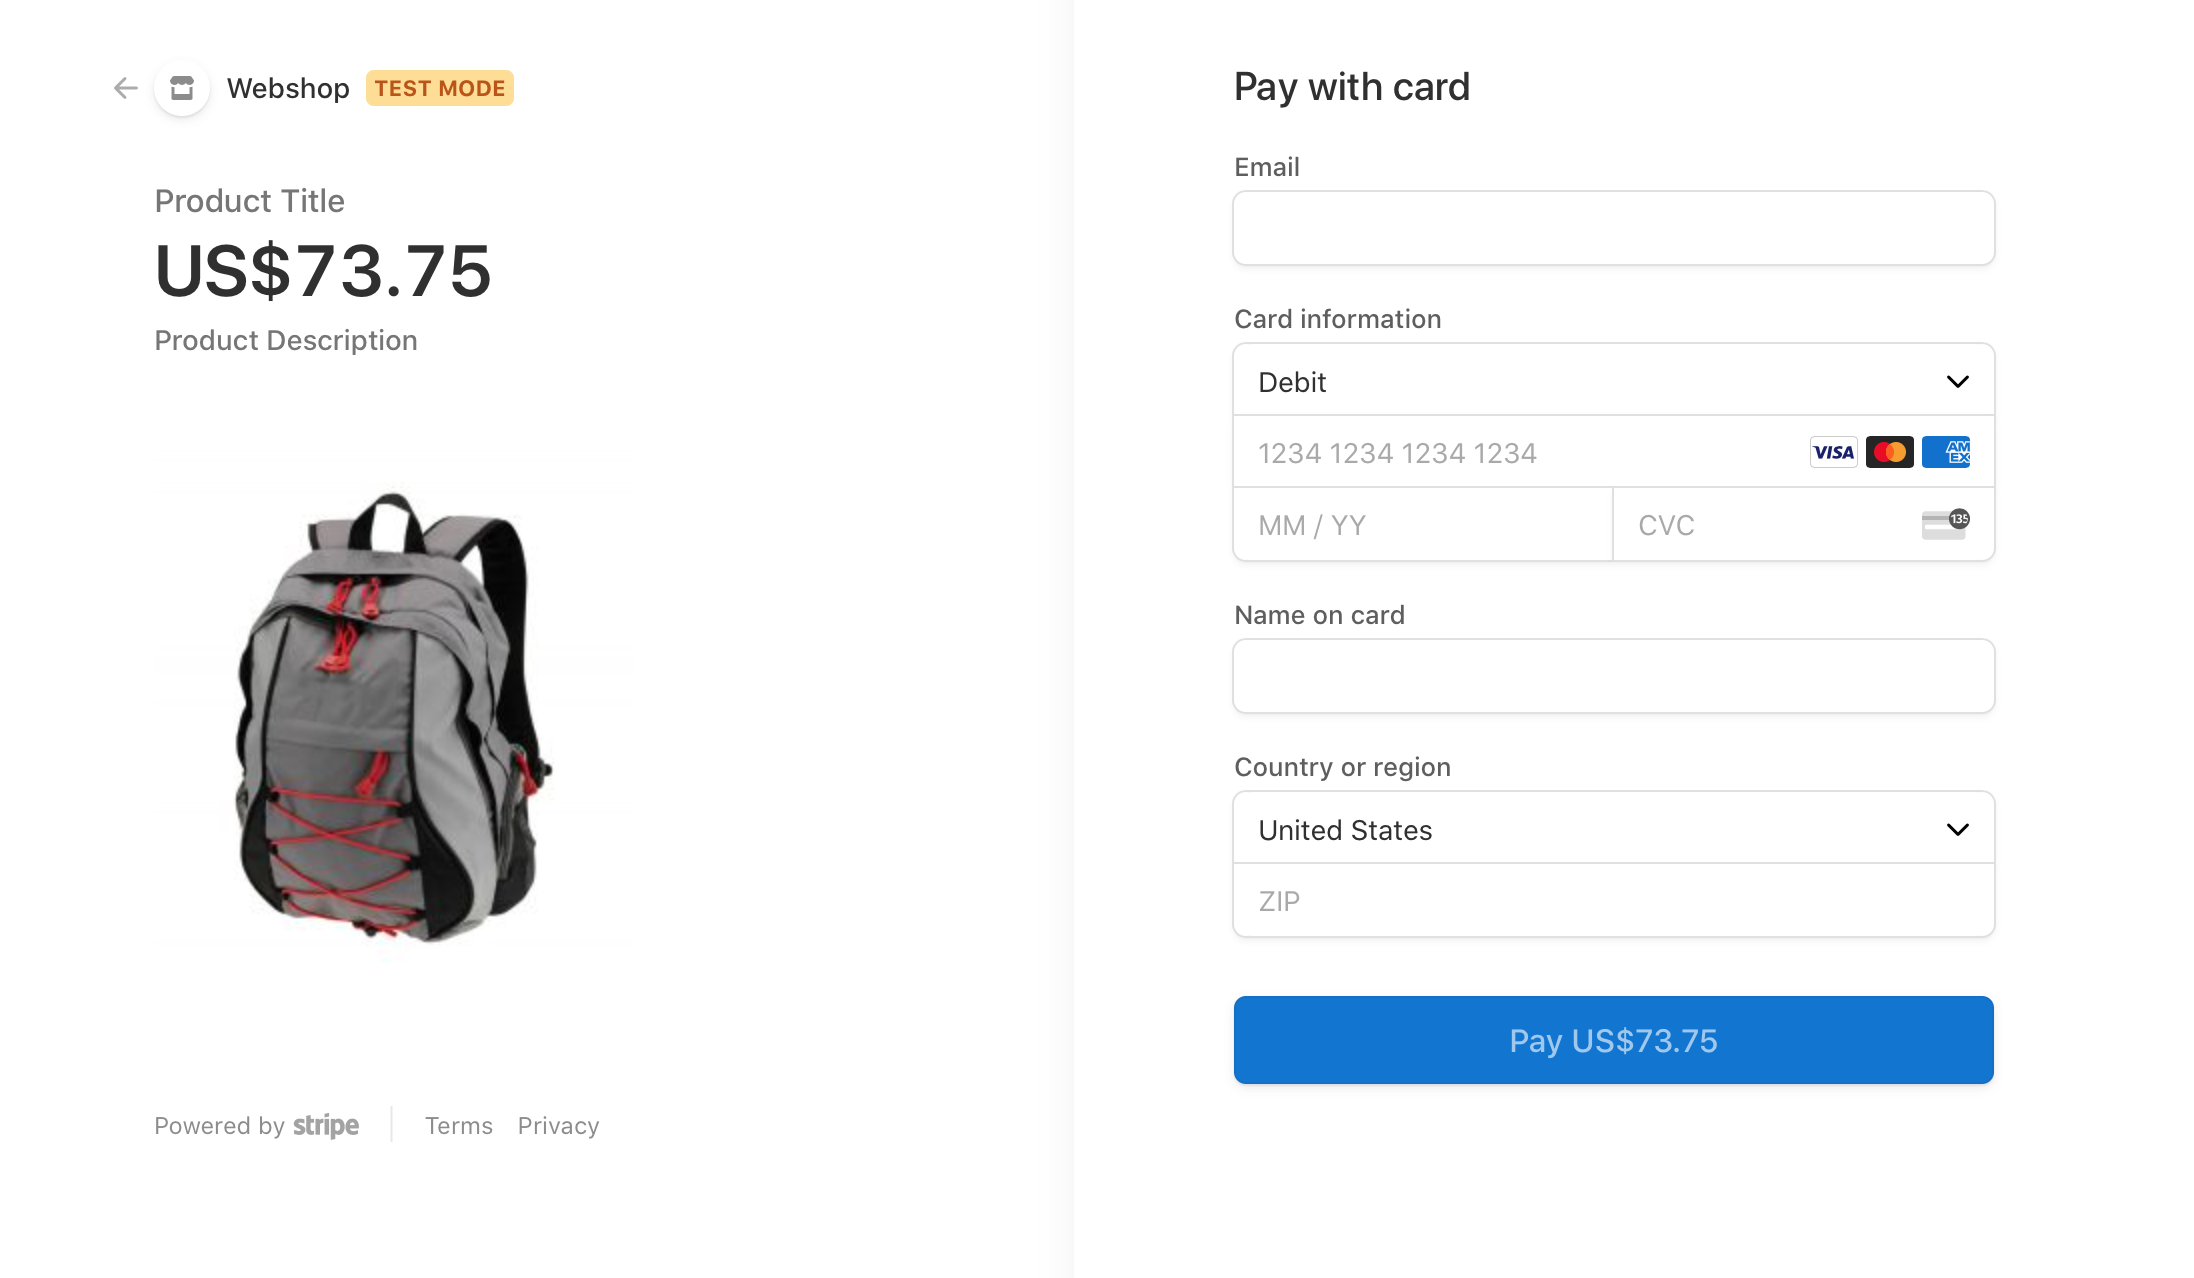 Webshop TEST MODE
Product Title
US$73.75
Product Description
Powered by stripe
Terms Privacy
Pay with card
Email
Card information
Debit
1234 1234 1234 1234 VISA AMEX
MM / YY CVC 135
Name on card
Country or region
United States
ZIP
Pay US$73.75